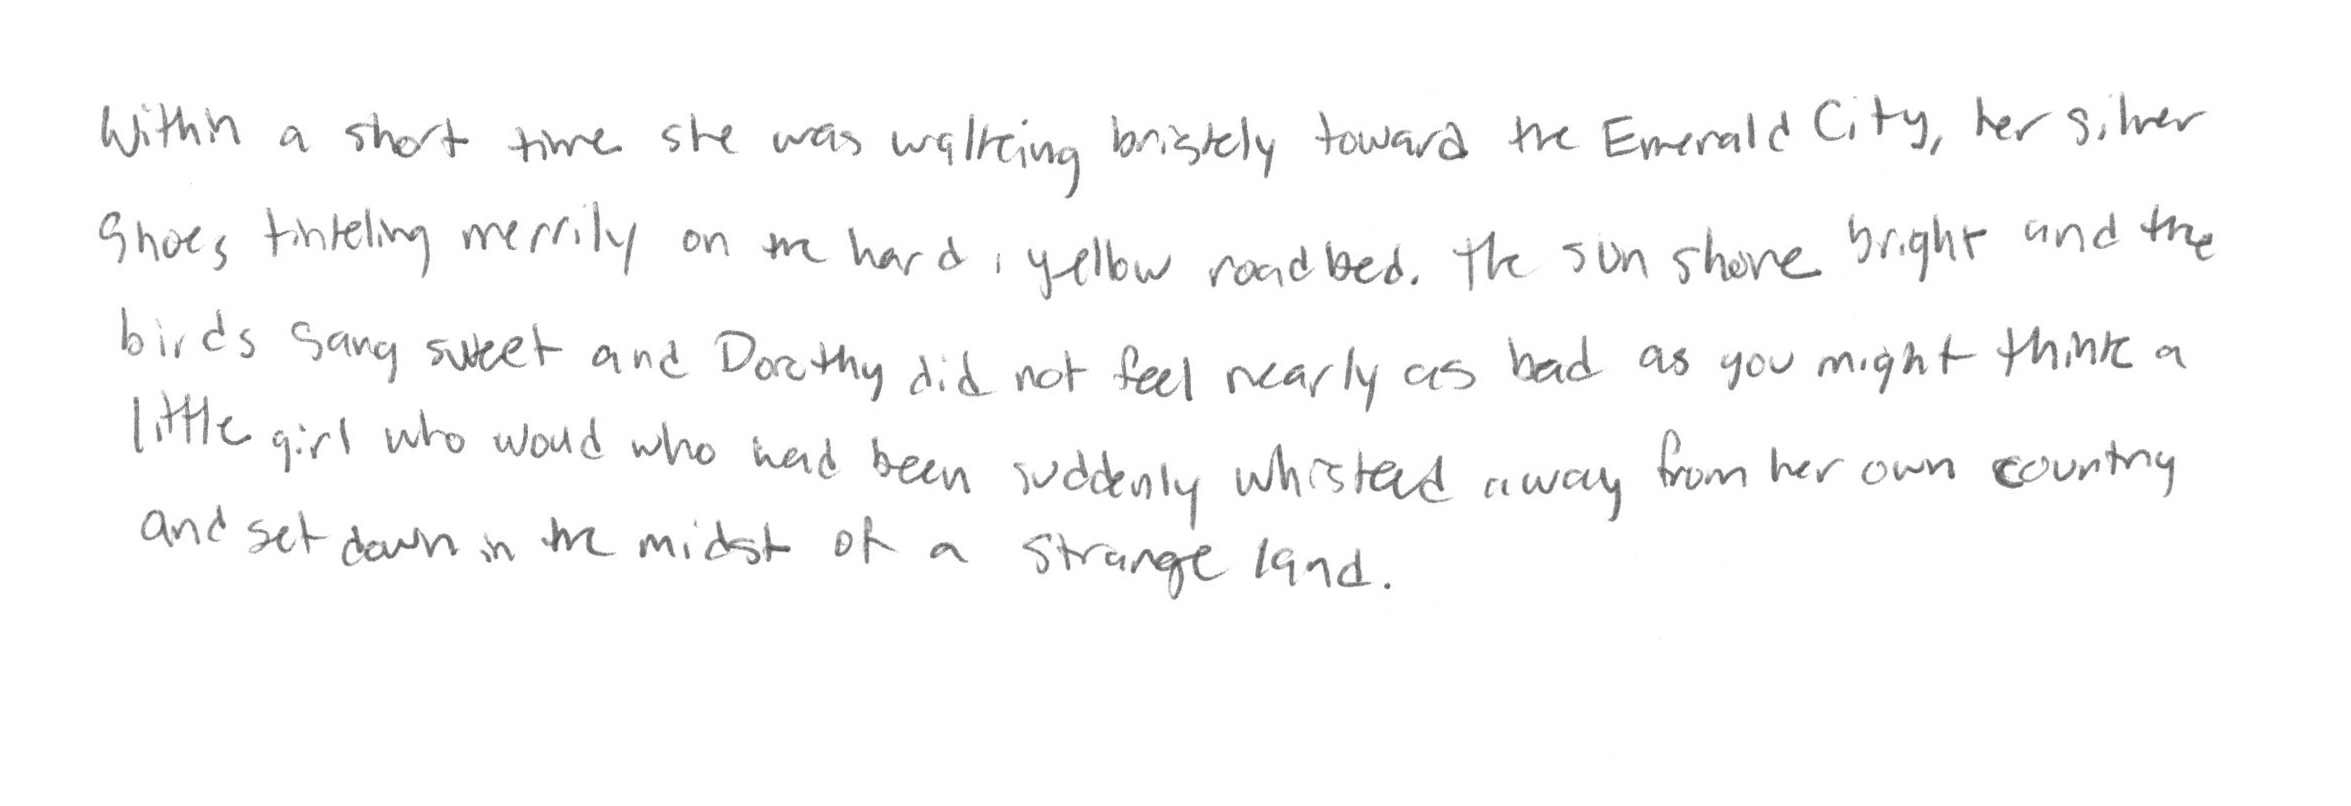 Within a short time she was walking briskly toward the Emerald City, her silver
shoes tinkling merrily on the hard, yellow roadbed. The sun shone bright and the
birds sang sweet and Dorothy did not feel nearly as bad as you might think a
little girl who would who had been suddenly whisked away from her own country
and set down in the midst of a strange land.